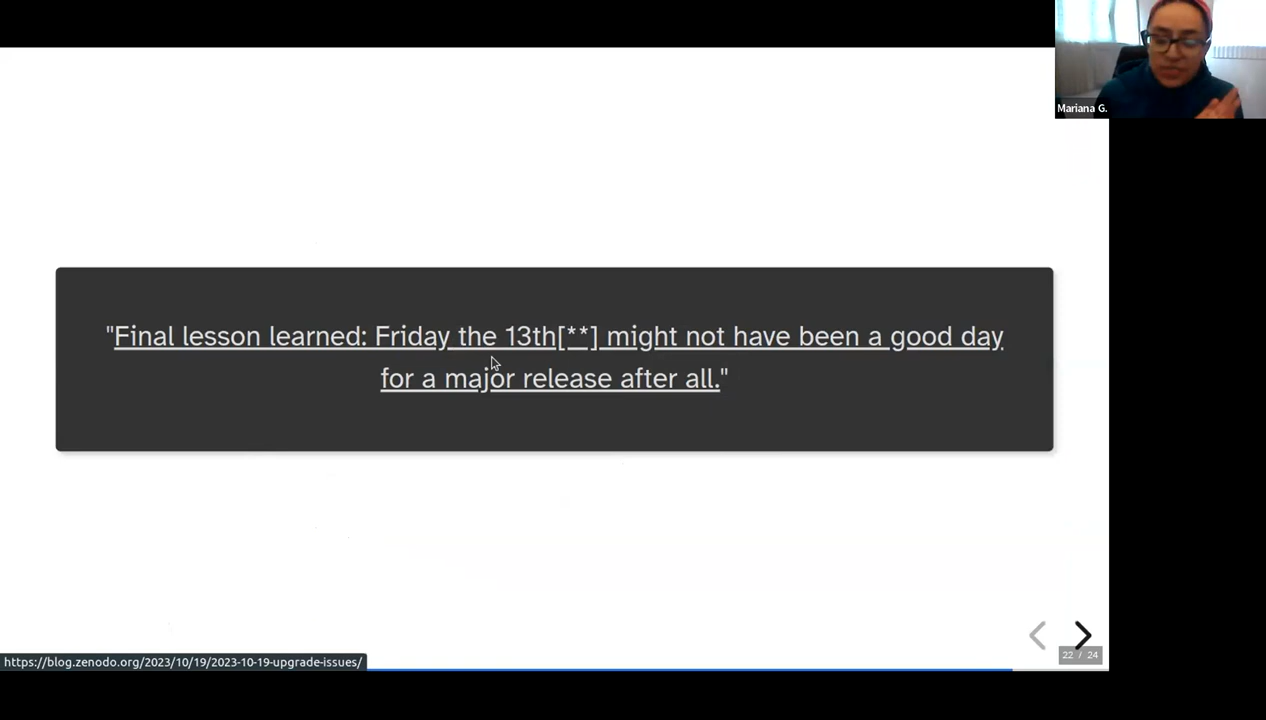 Mariana G.
"Final lesson learned: Friday the 13th[**] might not have been a good day
for a major release after all."
22 / 24
https://blog.zenodo.org/2023/10/19/2023-10-19-upgrade-issues/